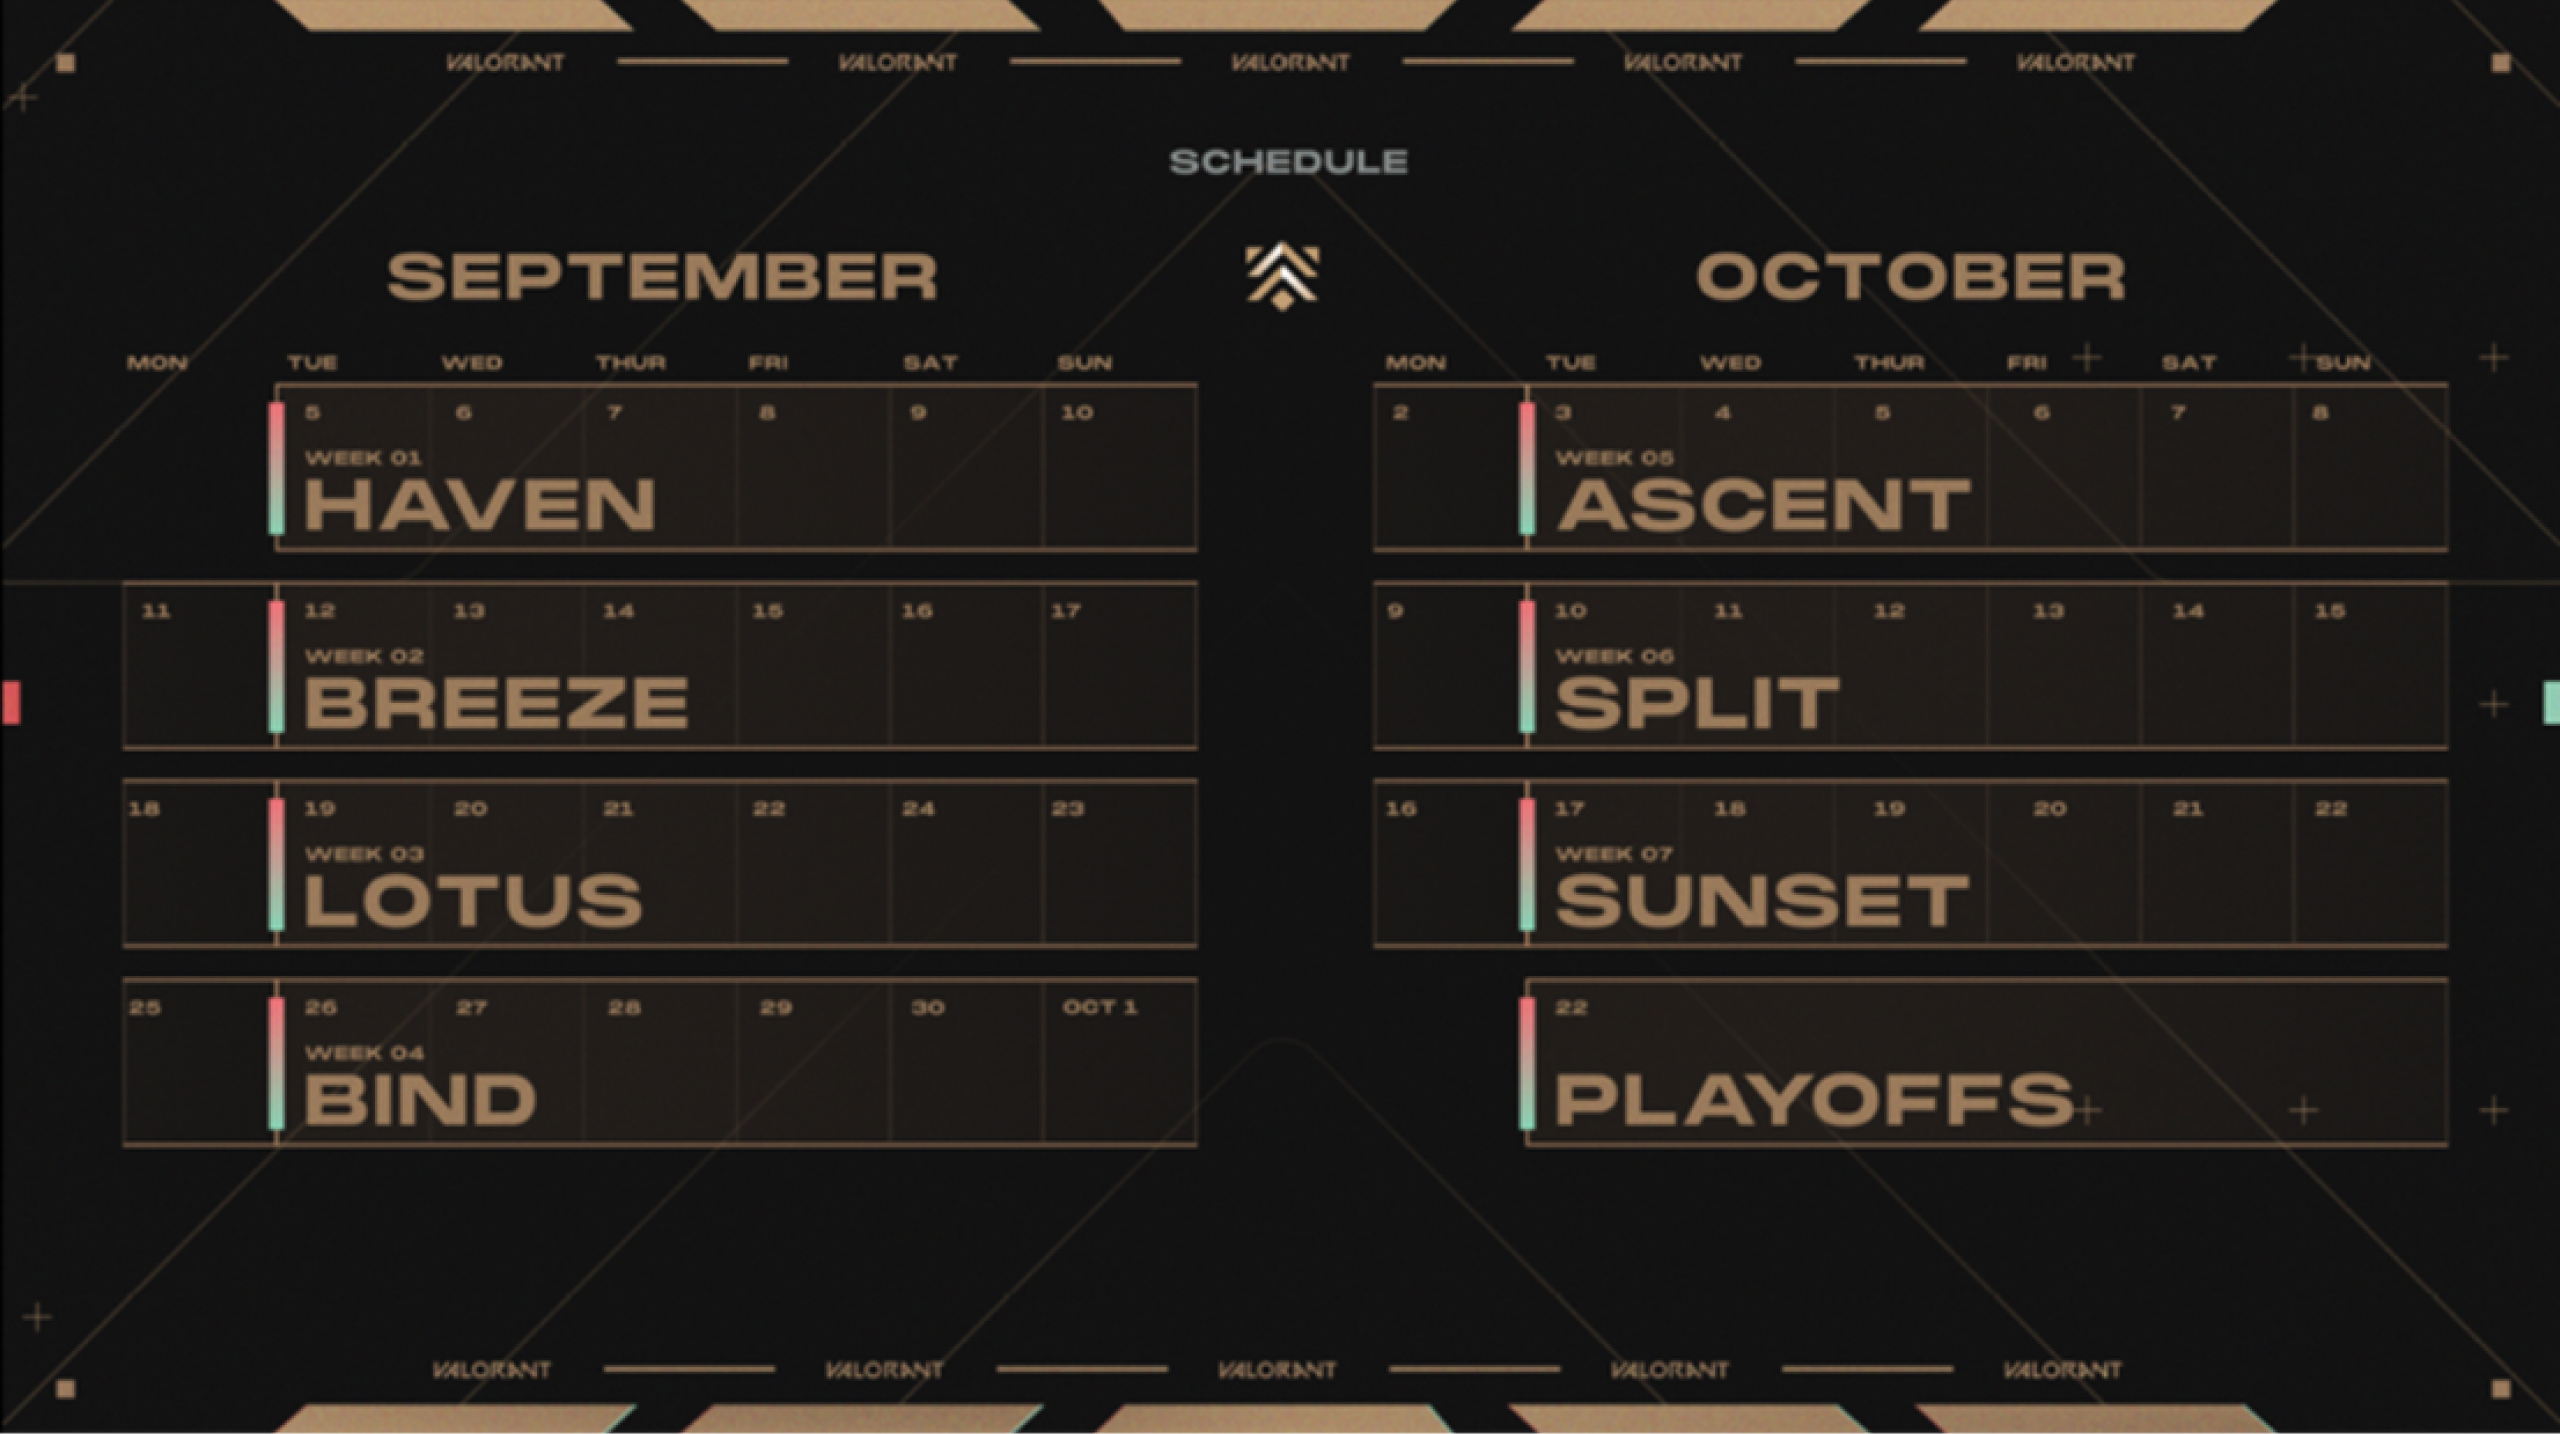 VALORANT VALORANT VALORANT VALORANT VALORANT
SCHEDULE
SEPTEMBER
MON TUE WED THUR FRI SAT SUN
5 6 7 8 9 10
WEEK 01
HAVEN
11 12 13 14 15 16 17
WEEK 02
BREEZE
18 19 20 21 22 24 23
WEEK 03
LOTUS
25 26 27 28 29 30 OCT 1
WEEK 04
BIND
OCTOBER
MON TUE WED THUR FRI SAT SUN
2 3 4 5 6 7 8
WEEK 05
ASCENT
9 10 11 12 13 14 15
WEEK 06
SPLIT
16 17 18 19 20 21 22
WEEK 07
SUNSET
22
PLAYOFFS
VALORANT VALORANT VALORANT VALORANT VALORANT